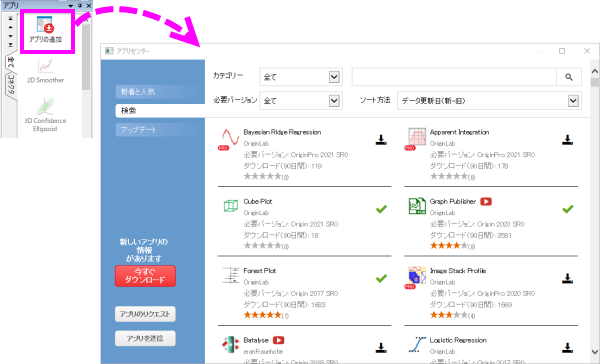 アプリ
アプリの追加
全て
コネクタ
2D Smoother
3D Confidence
Ellipsoid
アプリセンター
新着と人気
検索
アップデート
新しいアプリの
情報
があります
今すぐ
ダウンロード
アプリのリクエスト
アプリを送信
カテゴリー 全て
必要バージョン 全て ソート方法 データ更新日(新→旧)
Bayesian Ridge Regression
OriginLab
必要バージョン: OriginPro 2021 SR0
ダウンロード(90日間): 119
(0)
PRO
Apparent Integration
OriginLab
必要バージョン: OriginPro 2021 SR0
ダウンロード(90日間): 178
(0)
PRO
Cube Plot
OriginLab
必要バージョン: Origin 2021 SR0
ダウンロード(90日間): 18
(0)
Graph Publisher
OriginLab
必要バージョン: Origin 2020 SR0
ダウンロード(90日間): 3581
(8)
Forest Plot
OriginLab
必要バージョン: Origin 2017 SR0
ダウンロード(90日間): 1663
Image Stack Profile
OriginLab
必要バージョン: OriginPro 2020 SR0
ダウンロード(90日間): 1507
(4)
PRO
Batalyse
eranFraunhofer
Logistic Regression
OriginLab